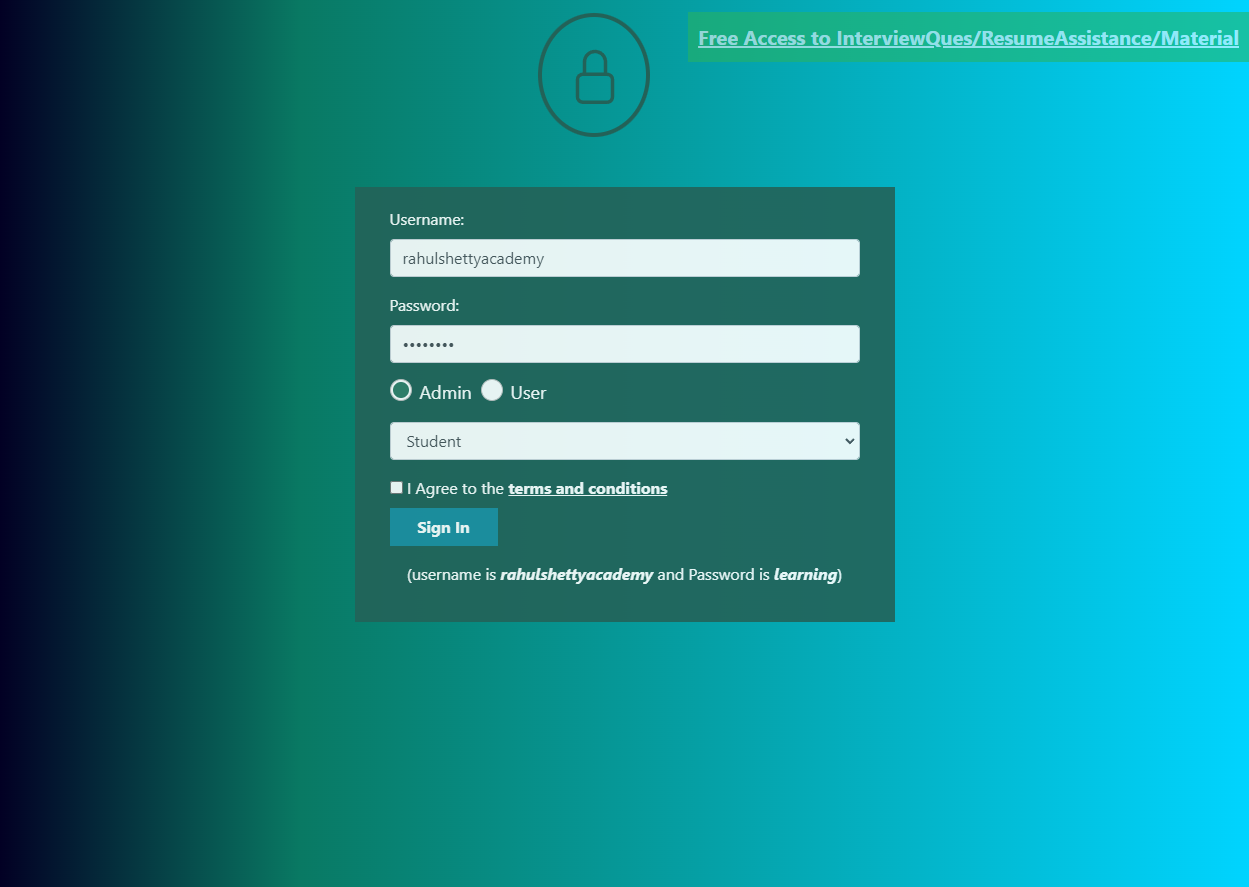 Free Access to InterviewQues/ResumeAssistance/Material
Username:
rahulshettyacademy
Password:
••••••••
Admin User
Student
I Agree to the terms and conditions
Sign In
(username is rahulshettyacademy and Password is learning)